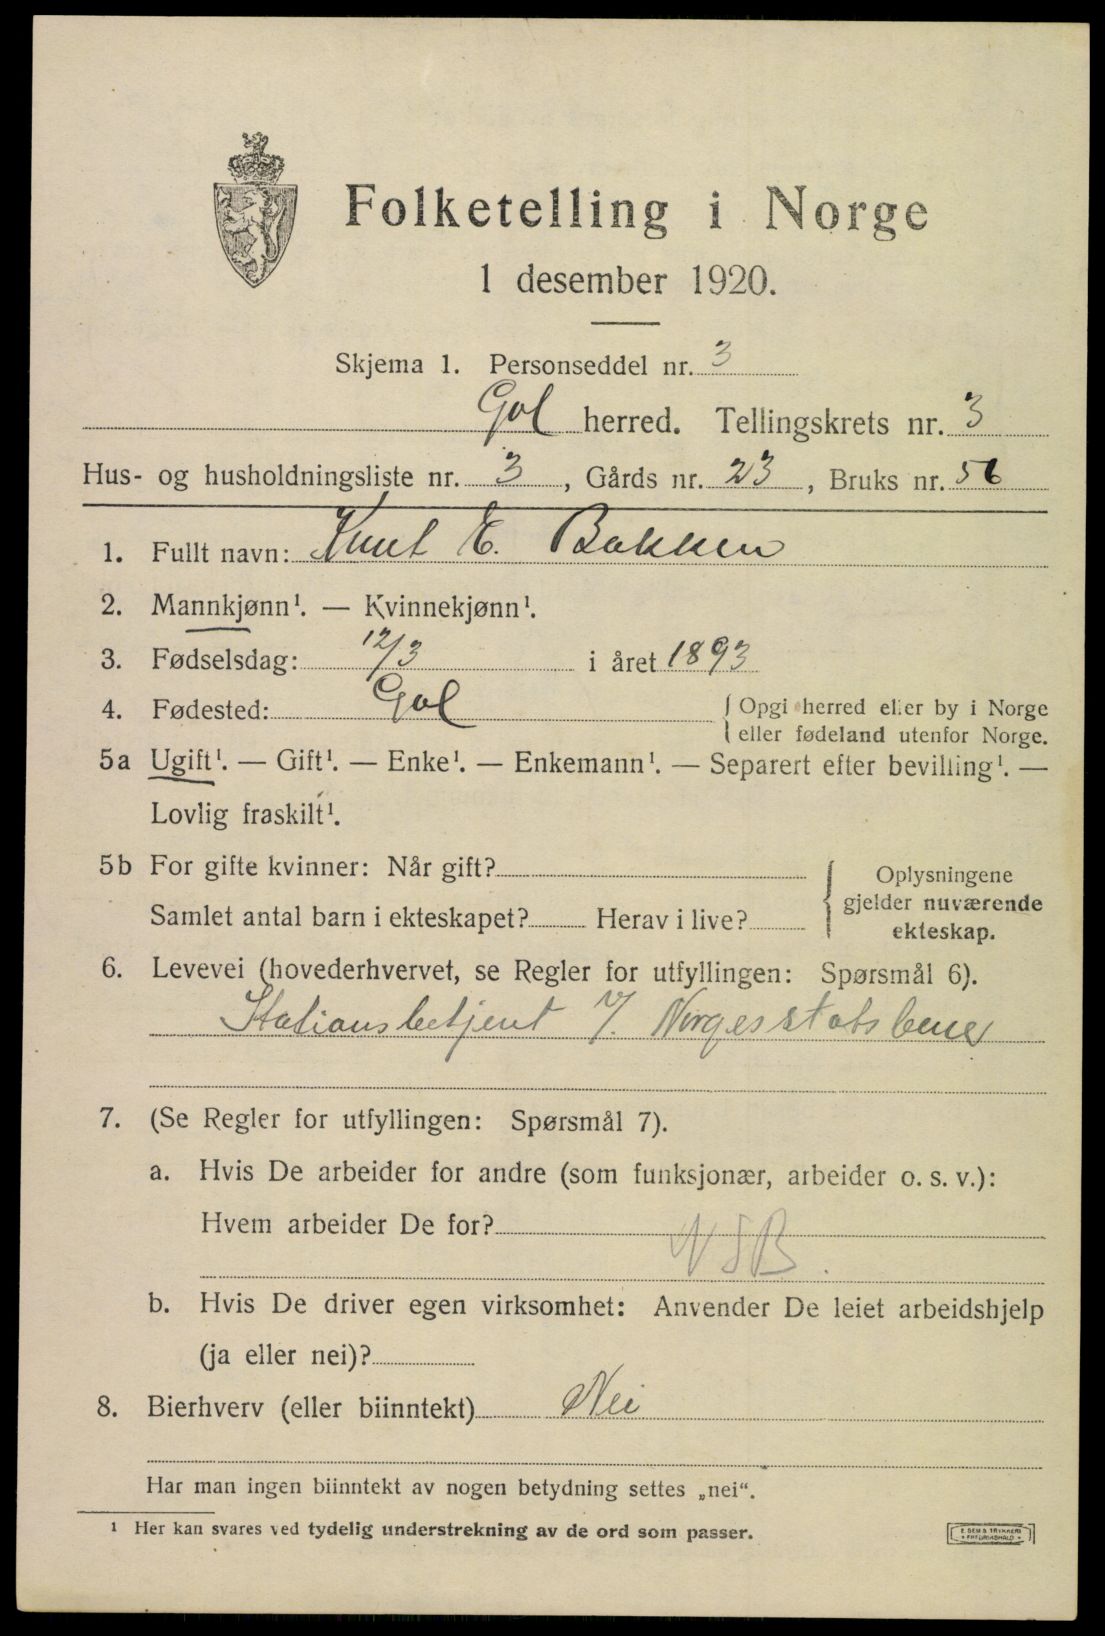 Folketelling i Norge
1 desember 1920.
Skjema 1. Personseddel nr. 3
Gol herred. Tellingskrets nr. 3
Hus- og husholdningsliste nr. 3, Gårds nr. 23, Bruks nr. 56
1. Fullt navn: Knut E. Bakken
2. Mannkjønn¹. — Kvinnekjønn¹.
3. Fødselsdag: 12/3 i året 1893
4. Fødested: Gol { Opgi herred eller by i Norge
eller fødeland utenfor Norge.
5a Ugift¹. — Gift¹. — Enke¹. — Enkemann¹. — Separert efter bevilling¹. —
Lovlig fraskilt¹.
5b For gifte kvinner: Når gift?
Samlet antal barn i ekteskapet? Herav i live?
{ Oplysningene
gjelder nuværende
ekteskap.
6. Levevei (hovederhvervet, se Regler for utfyllingen: Spørsmål 6).
Stationsbetjent v/. Norges statsbener
7. (Se Regler for utfyllingen: Spørsmål 7).
a. Hvis De arbeider for andre (som funksjonær, arbeider o. s. v.):
Hvem arbeider De for?
NSB.
b. Hvis De driver egen virksomhet: Anvender De leiet arbeidshjelp
(ja eller nei)?
8. Bierhverv (eller biinntekt) Nei
Har man ingen biinntekt av nogen betydning settes „nei“.
¹ Her kan svares ved tydelig understrekning av de ord som passer.
E. SEMS TRYKKERI
• FREDRIKSHALD •